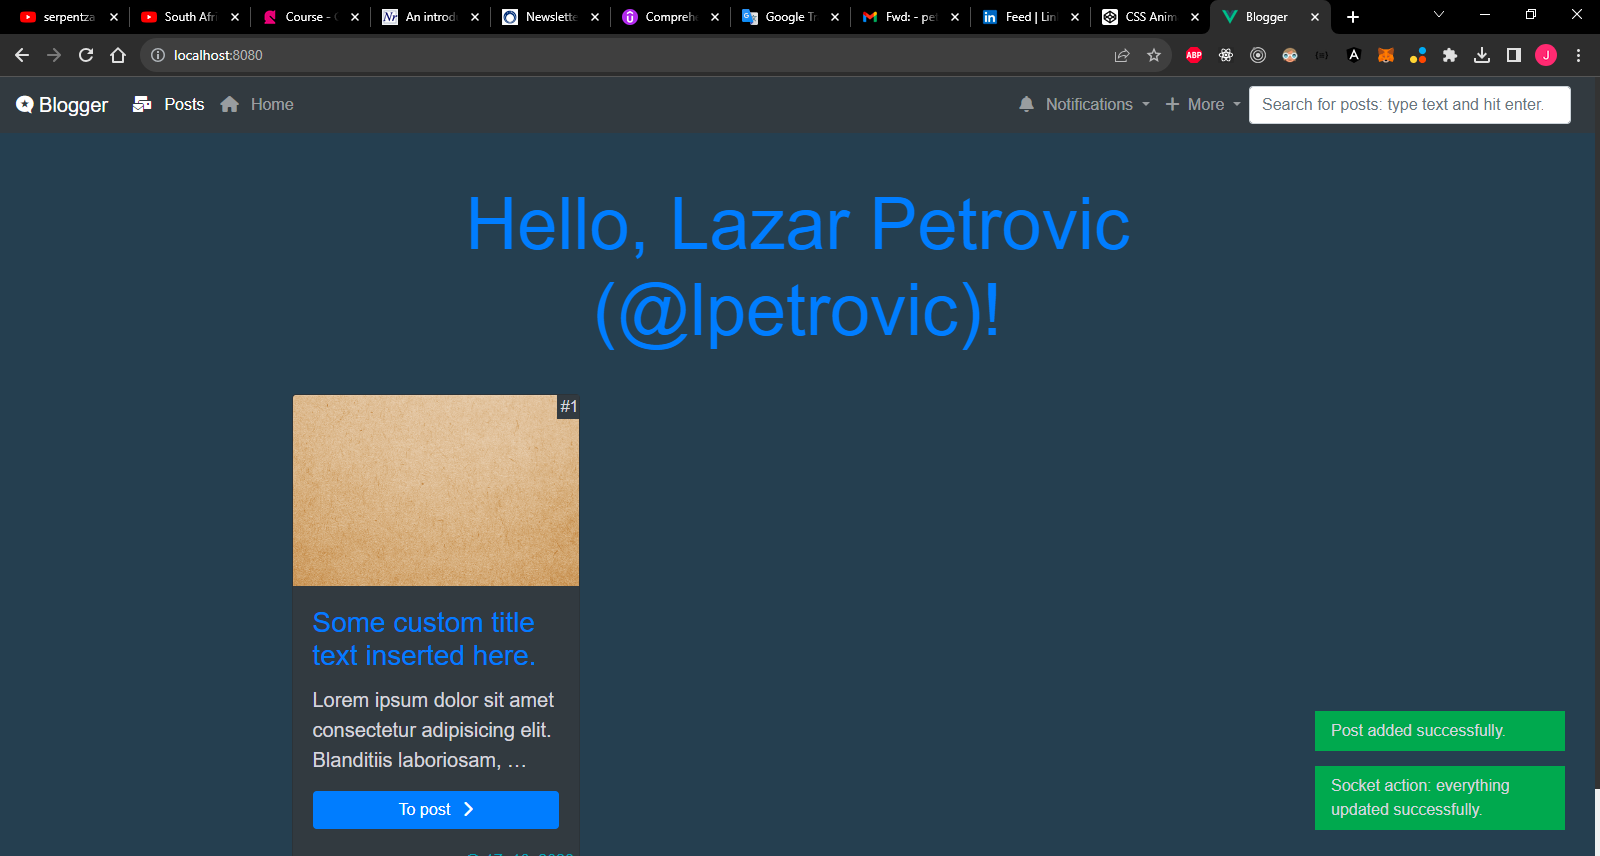 serpentza
South Afri
Course - 
An introd
Newslette
Compreh
Google Tr
Fwd: - pet
Feed | Lin
CSS Anim
Blogger
localhost:8080
ABP
A
J
Blogger
Posts
Home
Notifications
More
Search for posts: type text and hit enter.
Hello, Lazar Petrovic
(@lpetrovic)!
#1
Some custom title
text inserted here.
Lorem ipsum dolor sit amet
consectetur adipisicing elit.
Blanditiis laboriosam, …
To post
Post added successfully.
Socket action: everything
updated successfully.